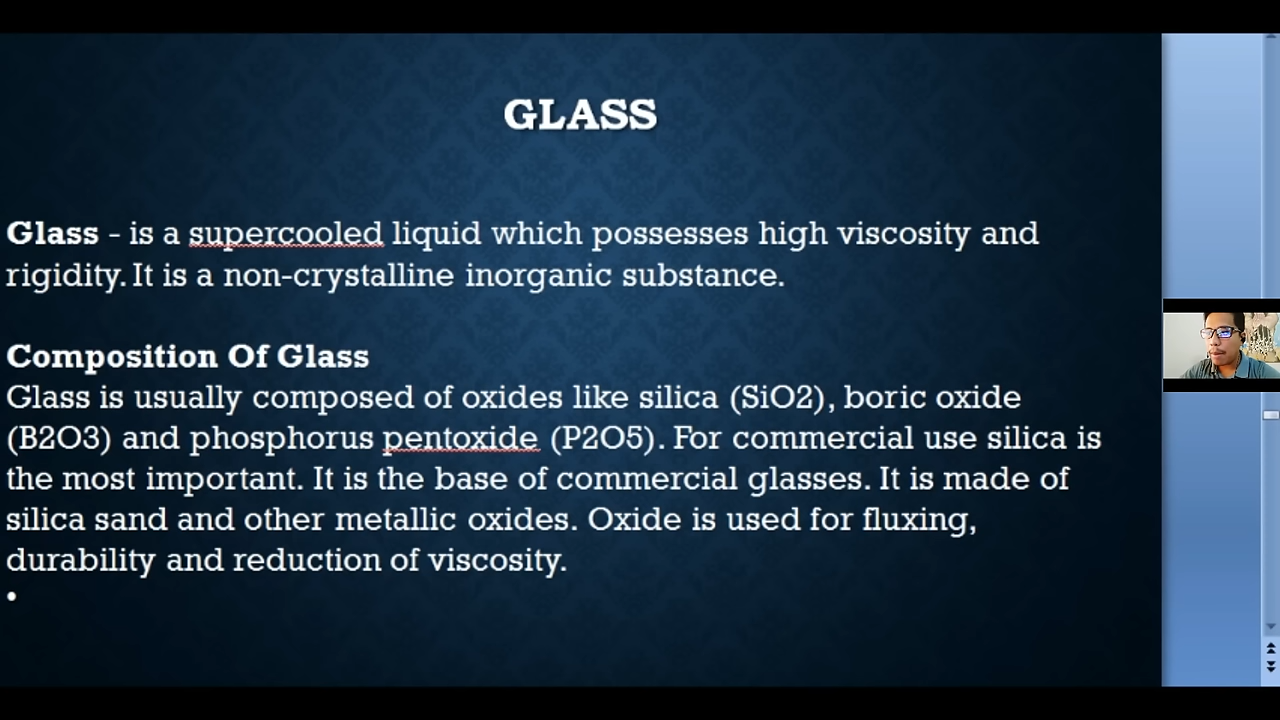 GLASS
Glass - is a supercooled liquid which possesses high viscosity and
rigidity. It is a non-crystalline inorganic substance.
Composition Of Glass
Glass is usually composed of oxides like silica (SiO2), boric oxide
(B2O3) and phosphorus pentoxide (P2O5). For commercial use silica is
the most important. It is the base of commercial glasses. It is made of
silica sand and other metallic oxides. Oxide is used for fluxing,
durability and reduction of viscosity.
•